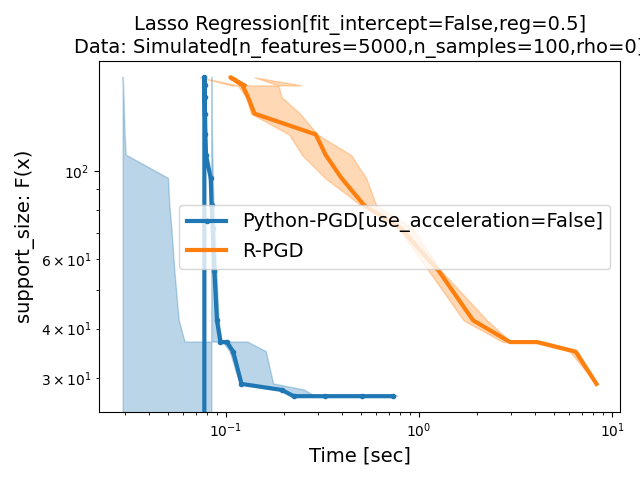 Lasso Regression[fit_intercept=False,reg=0.5]
Data: Simulated[n_features=5000,n_samples=100,rho=0]
support_size: F(x)
10²
6 × 10¹
4 × 10¹
3 × 10¹
Python-PGD[use_acceleration=False]
R-PGD
10⁻¹
10⁰
10¹
Time [sec]